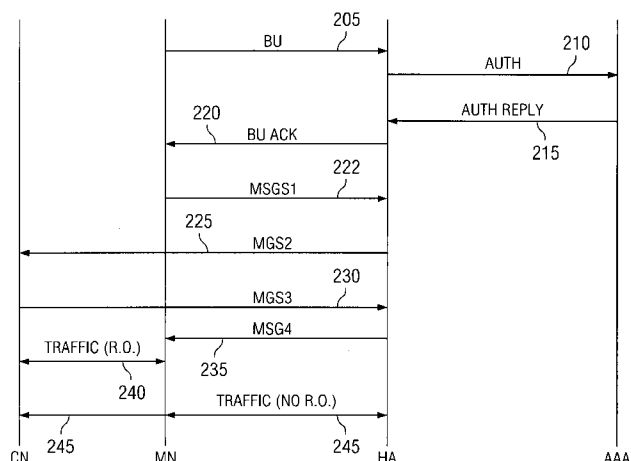 205
BU
210
AUTH
AUTH REPLY
220
215
BU ACK
222
MSGS1
225
MGS2
230
MGS3
MSG4
TRAFFIC (R.O.)
235
240
TRAFFIC (NO R.O.)
245
245
CN
MN
HA
AAA